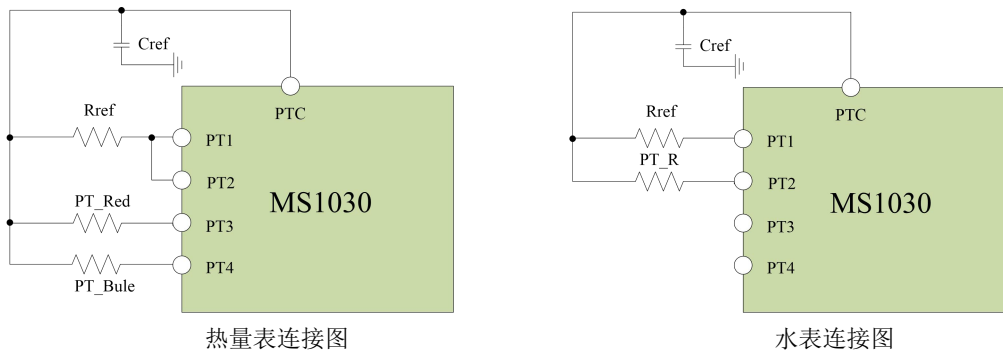 Cref
PTC
Rref
PT1
PT2
PT_Red
PT3
PT_Bule
PT4
MS1030
热量表连接图
Cref
PTC
Rref
PT1
PT_R
PT2
PT3
PT4
MS1030
水表连接图